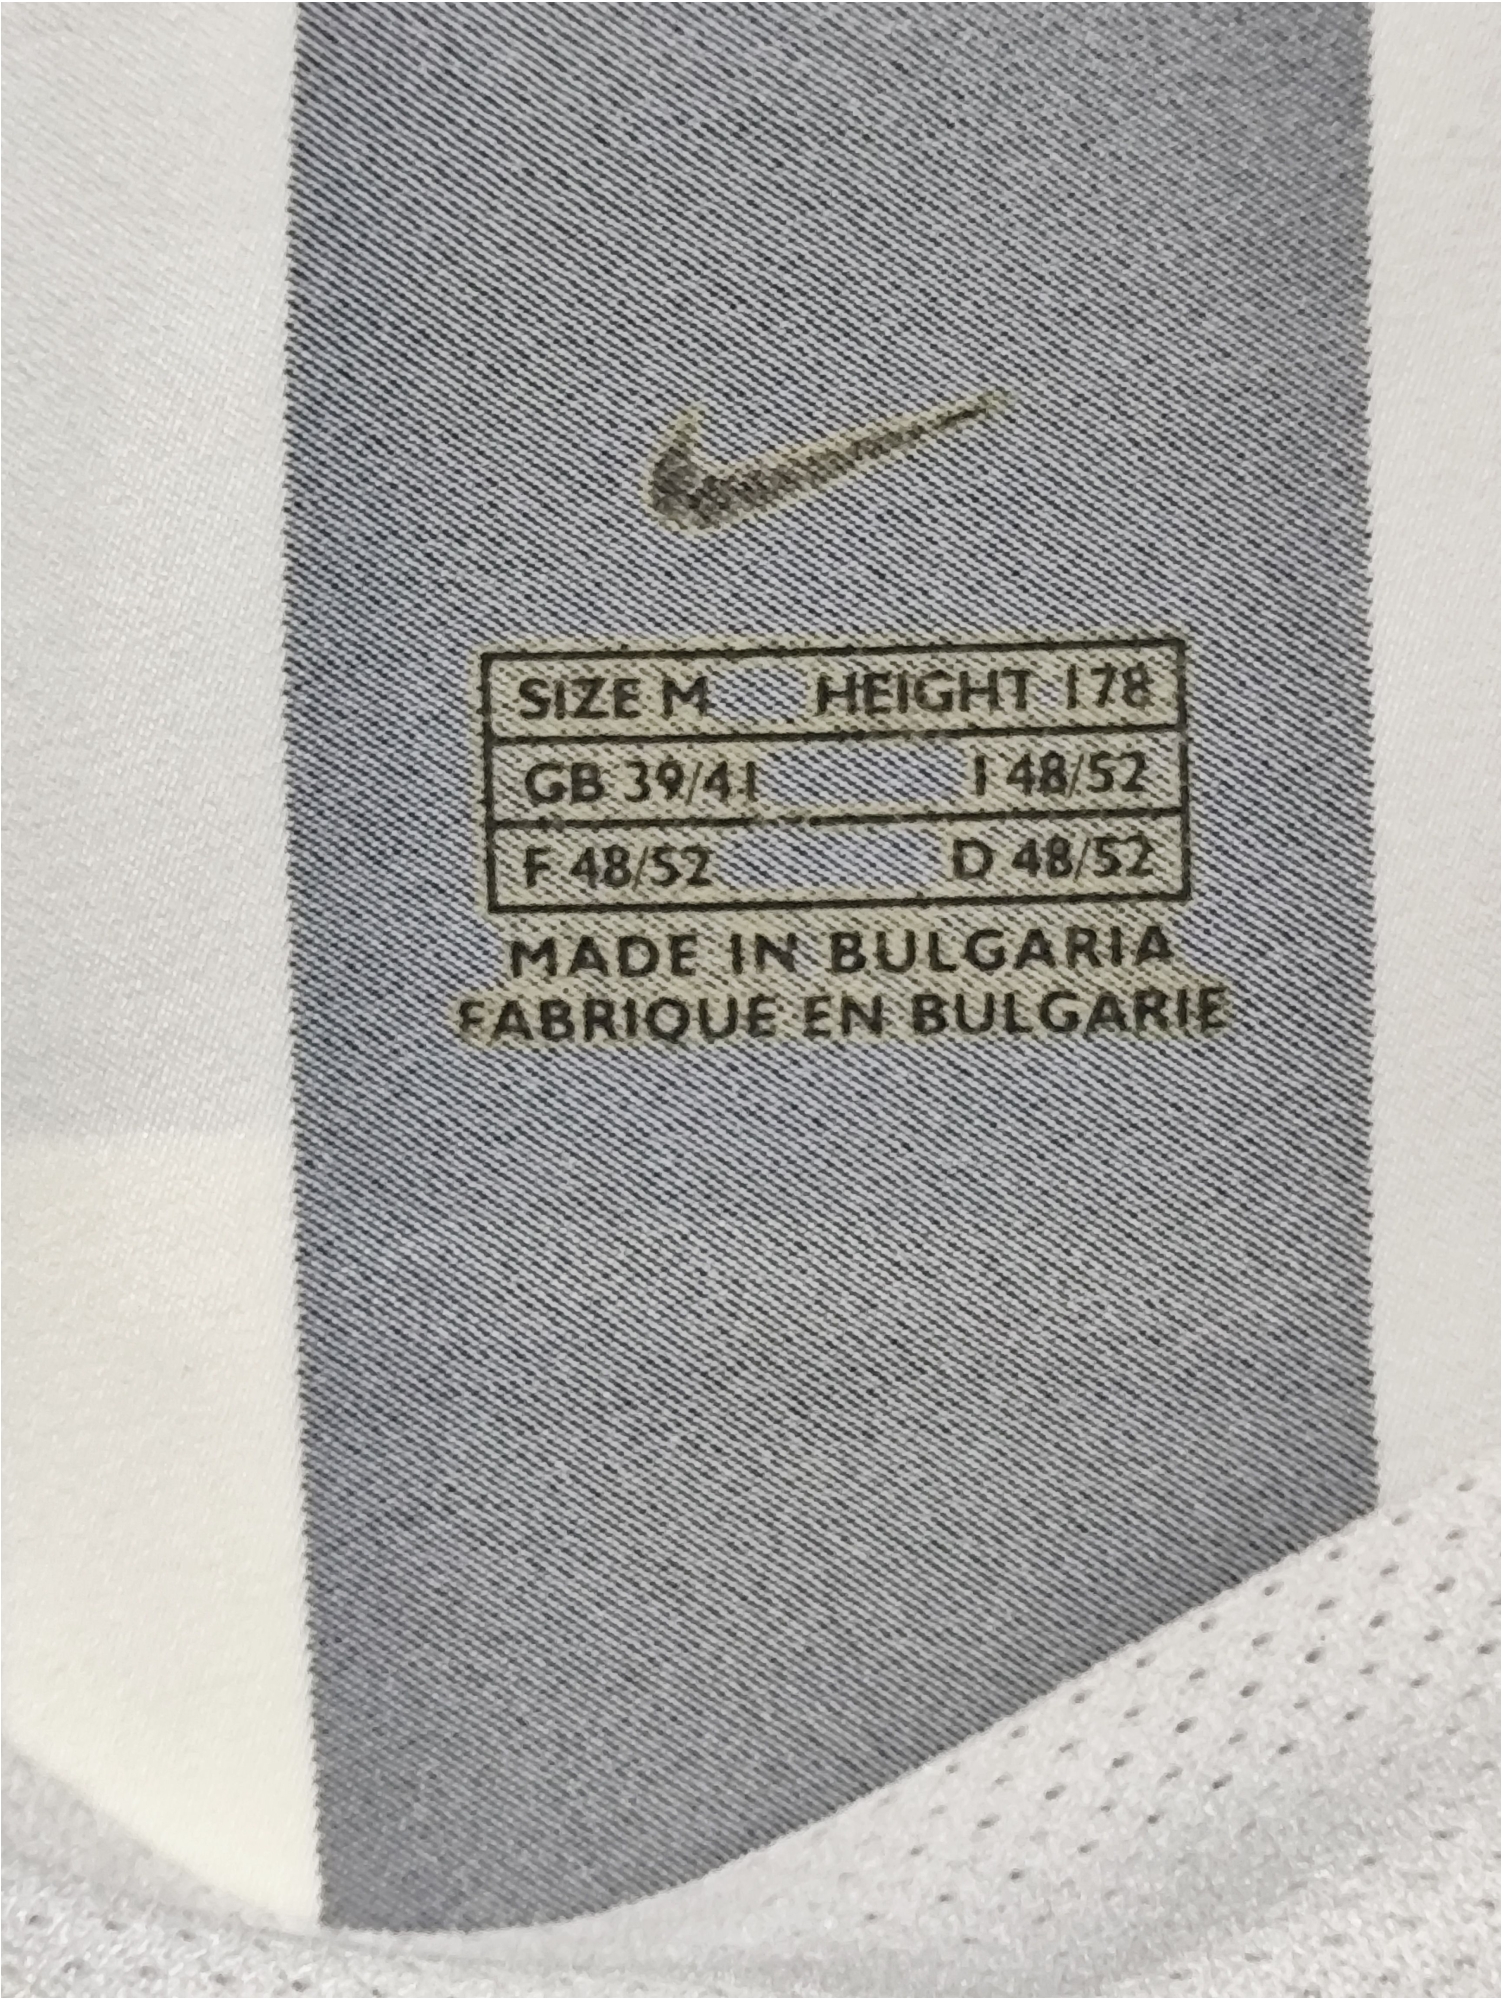 SIZE M HEIGHT 178
GB 39/41 I 48/52
F 48/52 D 48/52
MADE IN BULGARIA
FABRIQUE EN BULGARIE